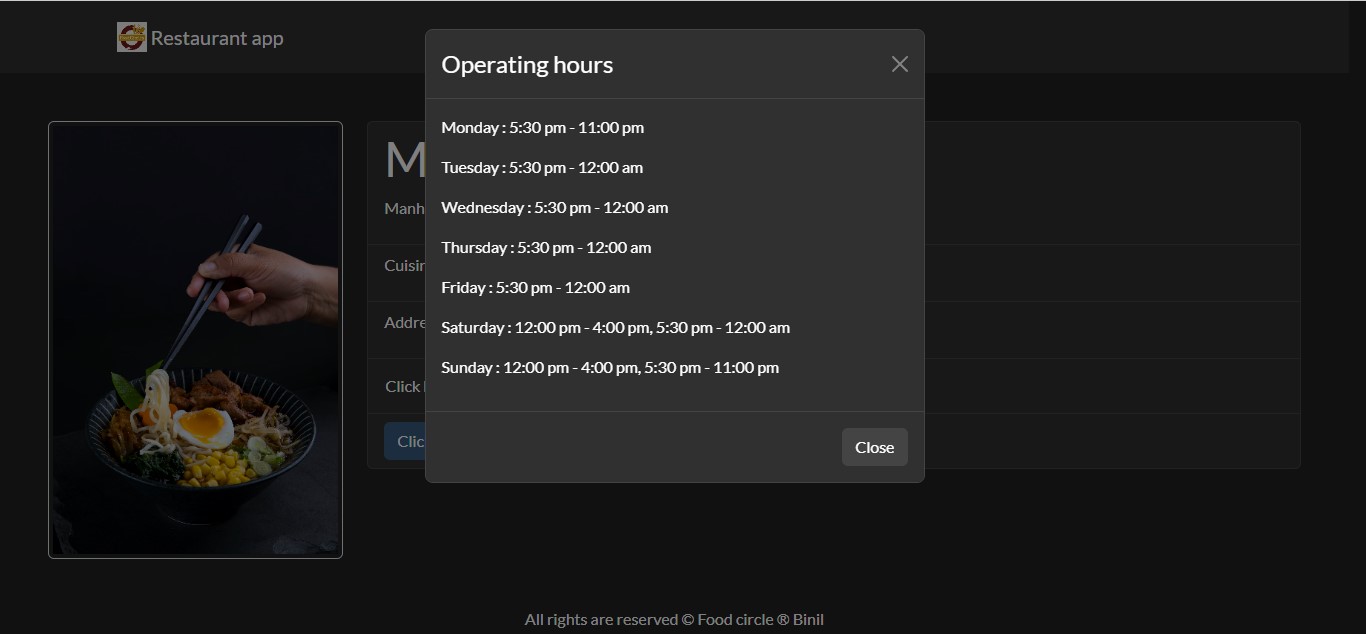 Restaurant app
Operating hours
Monday : 5:30 pm - 11:00 pm
Tuesday : 5:30 pm - 12:00 am
Wednesday : 5:30 pm - 12:00 am
Thursday : 5:30 pm - 12:00 am
Friday : 5:30 pm - 12:00 am
Saturday : 12:00 pm - 4:00 pm, 5:30 pm - 12:00 am
Sunday : 12:00 pm - 4:00 pm, 5:30 pm - 11:00 pm
Close
M
Manh
Cuisin
Addre
Click
Clic
All rights are reserved © Food circle ® Binil